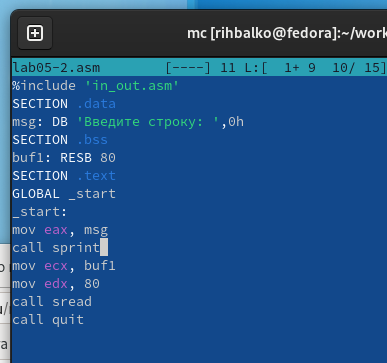 mc [rihbalko@fedora]:~/work
lab05-2.asm [----] 11 L:[ 1+ 9 10/ 15]
%include 'in_out.asm'
SECTION .data
msg: DB 'Введите строку: ',0h
SECTION .bss
buf1: RESB 80
SECTION .text
GLOBAL _start
_start:
mov eax, msg
call sprint
mov ecx, buf1
mov edx, 80
call sread
call quit